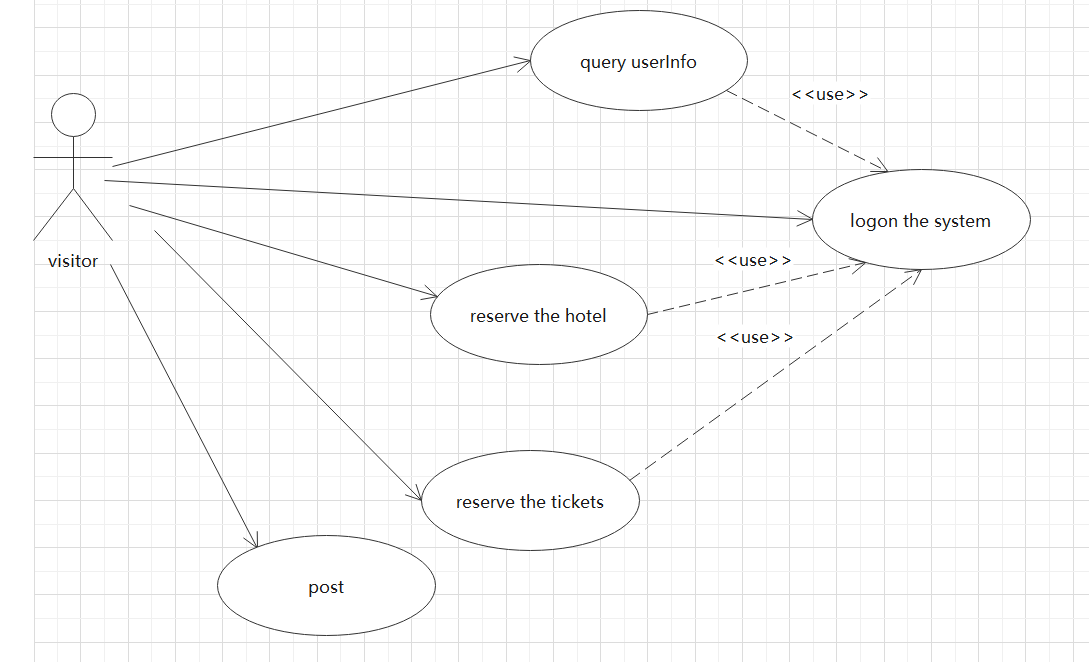 query userInfo
<<use>>
logon the system
visitor
<<use>>
reserve the hotel
<<use>>
reserve the tickets
post